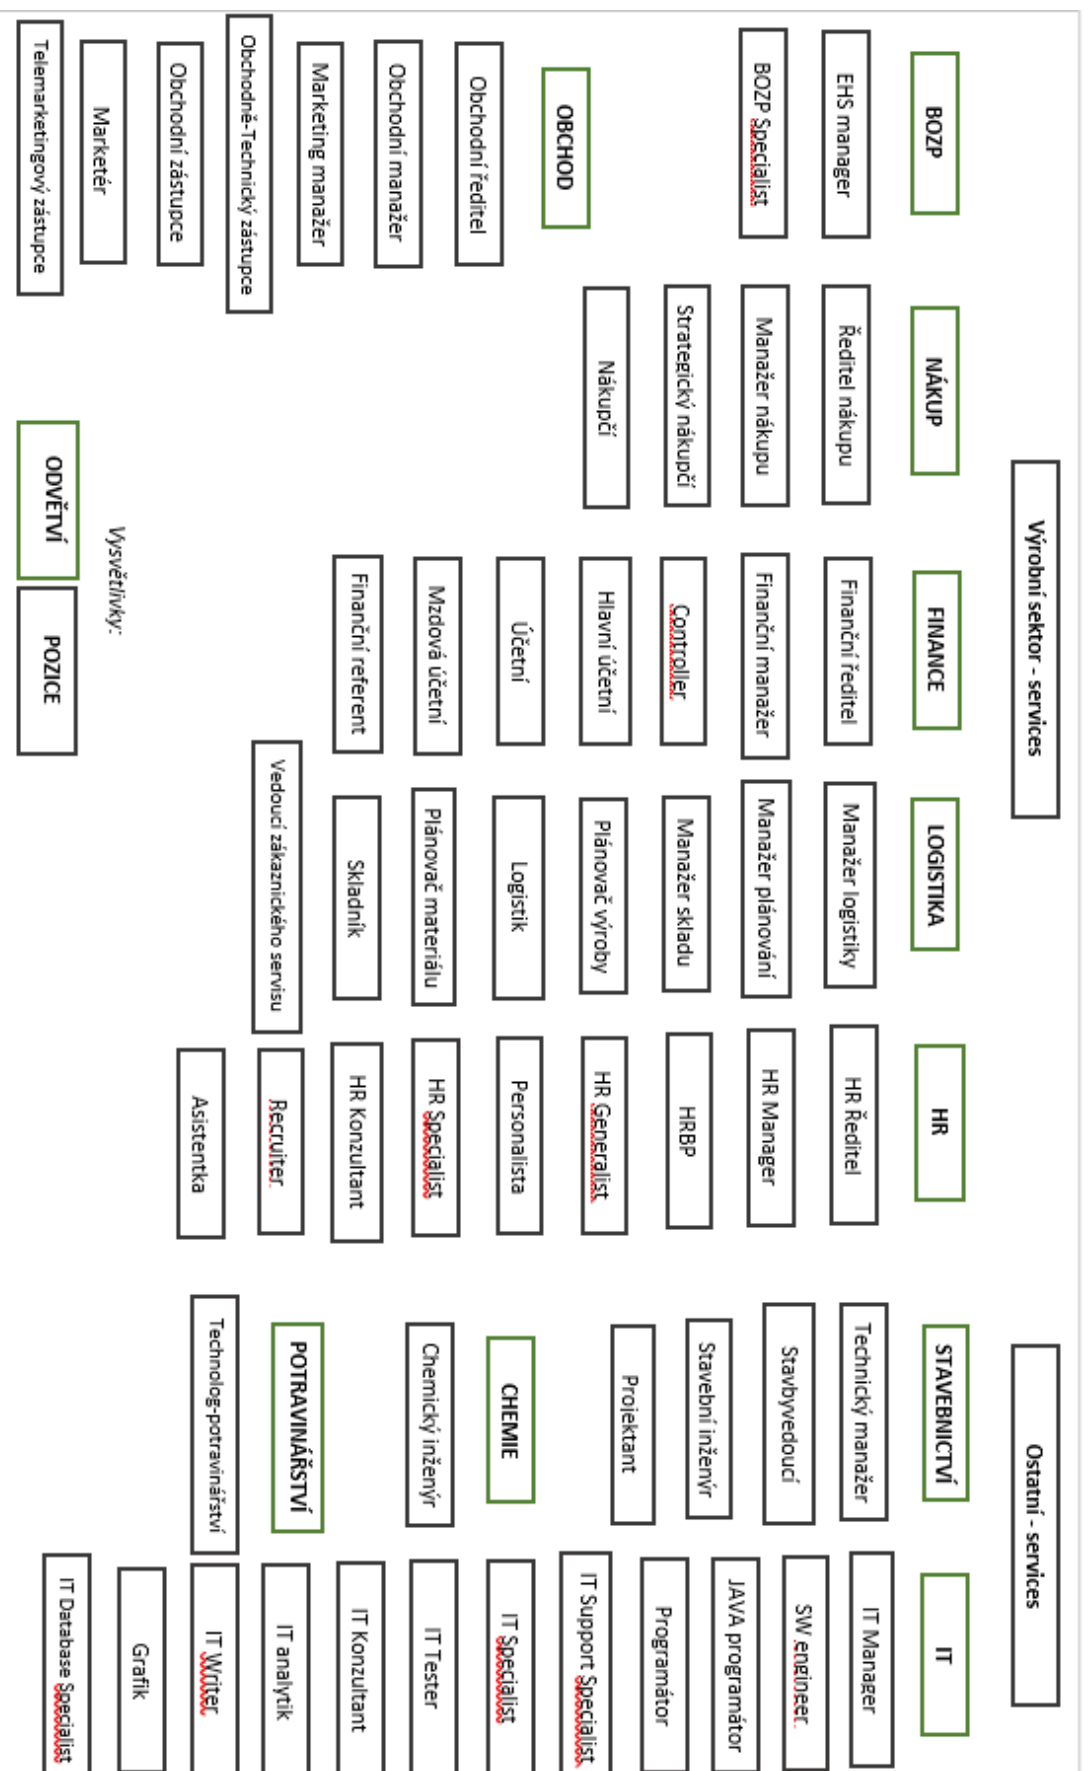 Výrobní sektor - services
Ostatní - services
BOZP
EHS manager
BOZP Specialist
OBCHOD
Obchodní ředitel
Obchodní manažer
Marketing manažer
Obchodně-Technický zástupce
Obchodní zástupce
Marketér
Telemarketingový zástupce
NÁKUP
Ředitel nákupu
Manažer nákupu
Strategický nákupčí
Nákupčí
FINANCE
Finanční ředitel
Finanční manažer
Controller
Hlavní účetní
Účetní
Mzdová účetní
Finanční referent
LOGISTIKA
Manažer logistiky
Manažer plánování
Manažer skladu
Plánovač výroby
Logistik
Plánovač materiálu
Skladník
Vedoucí zákaznického servisu
HR
HR Ředitel
HR Manager
HRBP
HR Generalist
Personalista
HR Specialist
HR Konzultant
Recruiter
Asistentka
STAVEBNICTVÍ
Technický manažer
Stavbyvedoucí
Stavební inženýr
Projektant
CHEMIE
Chemický inženýr
POTRAVINÁŘSTVÍ
Technolog-potravinářství
IT
IT Manager
SW engineer
JAVA programátor
Programátor
IT Support Specialist
IT Specialist
IT Tester
IT Konzultant
IT analytik
IT Writer
Grafik
IT Database Specialist
Vysvětlivky:
ODVĚTVÍ
POZICE